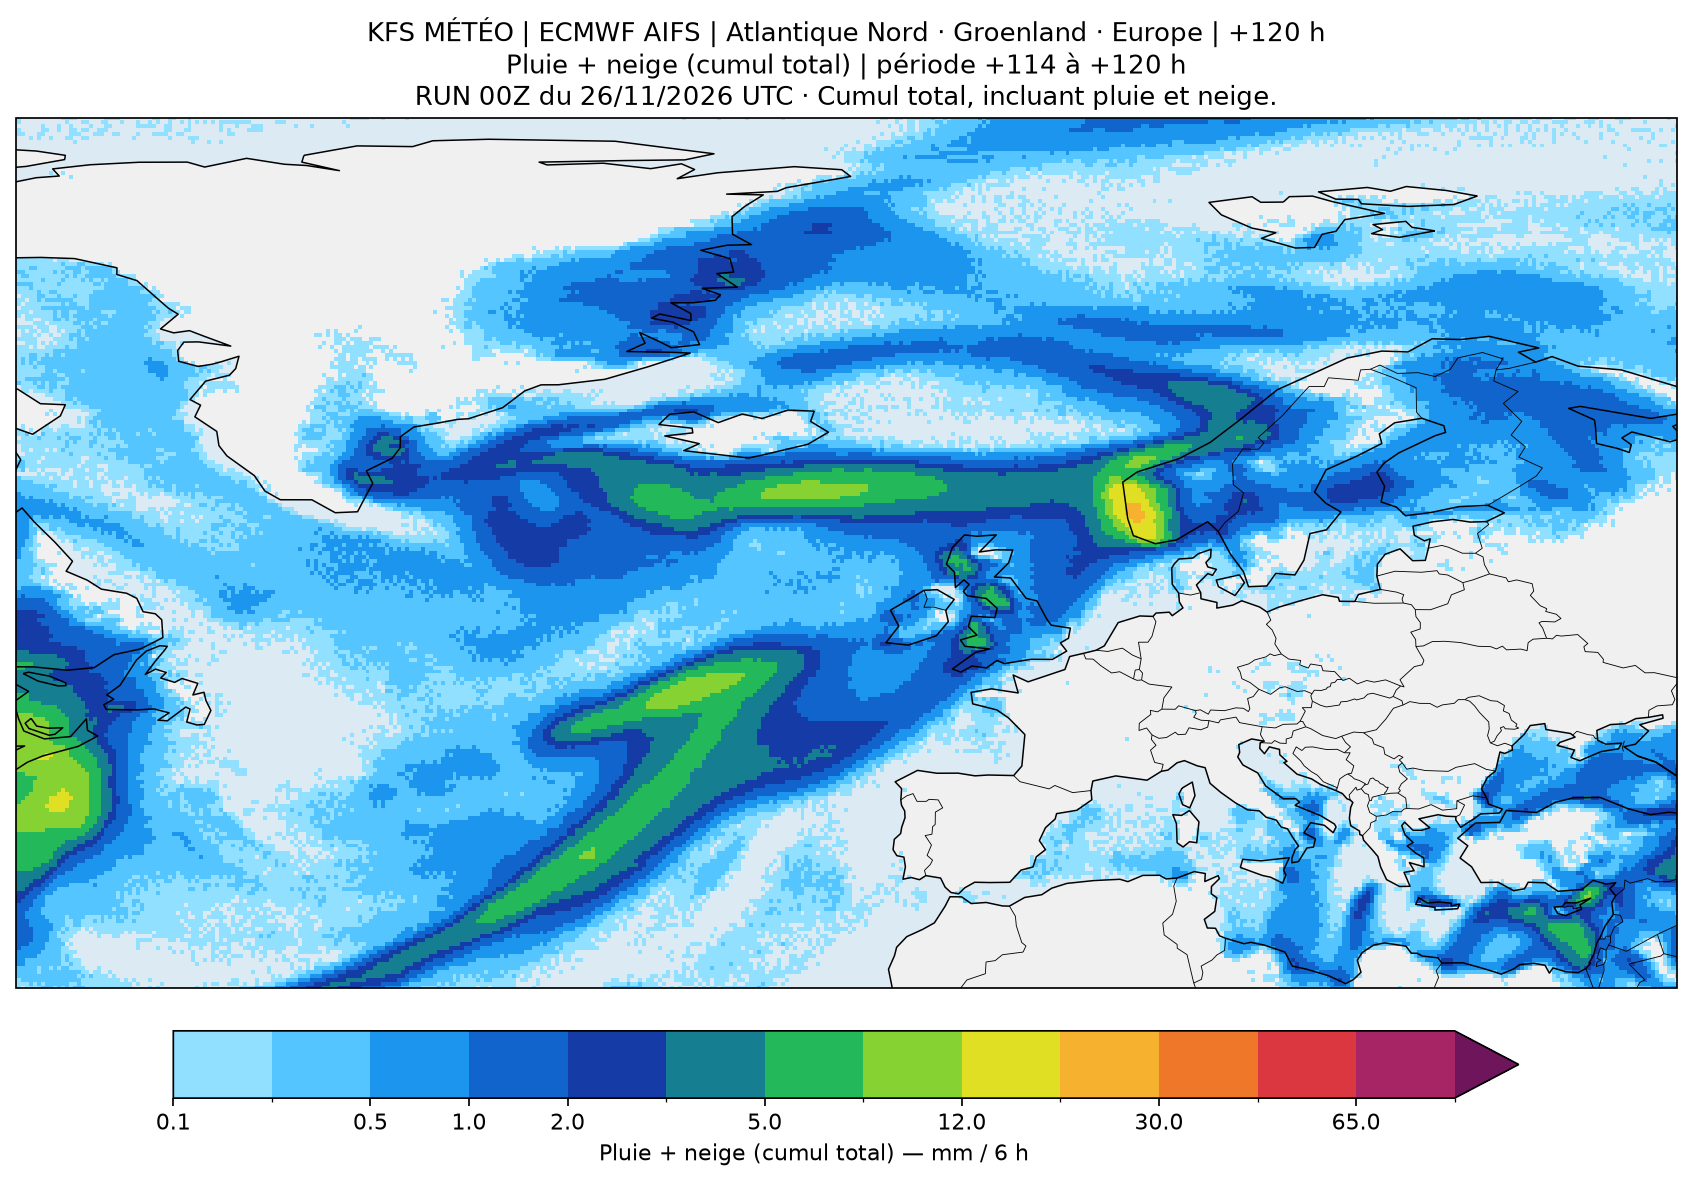 KFS MÉTÉO | ECMWF AIFS | Atlantique Nord · Groenland · Europe | +120 h
Pluie + neige (cumul total) | période +114 à +120 h
RUN 00Z du 26/11/2026 UTC · Cumul total, incluant pluie et neige.
0.1 0.5 1.0 2.0 5.0 12.0 30.0 65.0
Pluie + neige (cumul total) — mm / 6 h